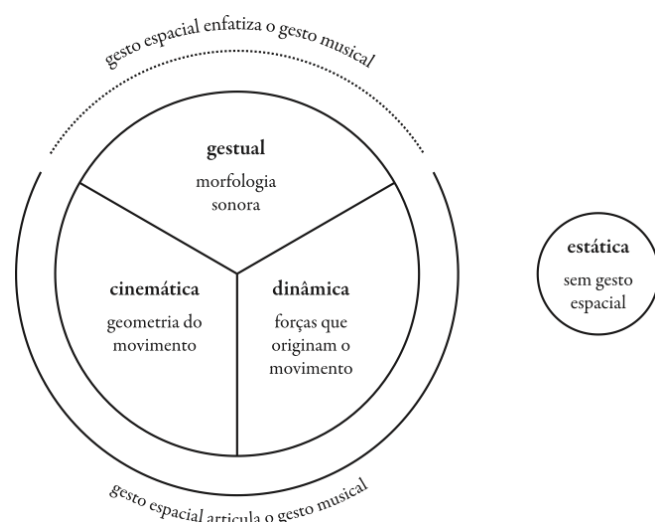 gesto espacial enfatiza o gesto musical
gestual
morfologia
sonora
cinemática
geometria do
movimento
dinâmica
forças que
originam o
movimento
estática
sem gesto
espacial
gesto espacial articula o gesto musical